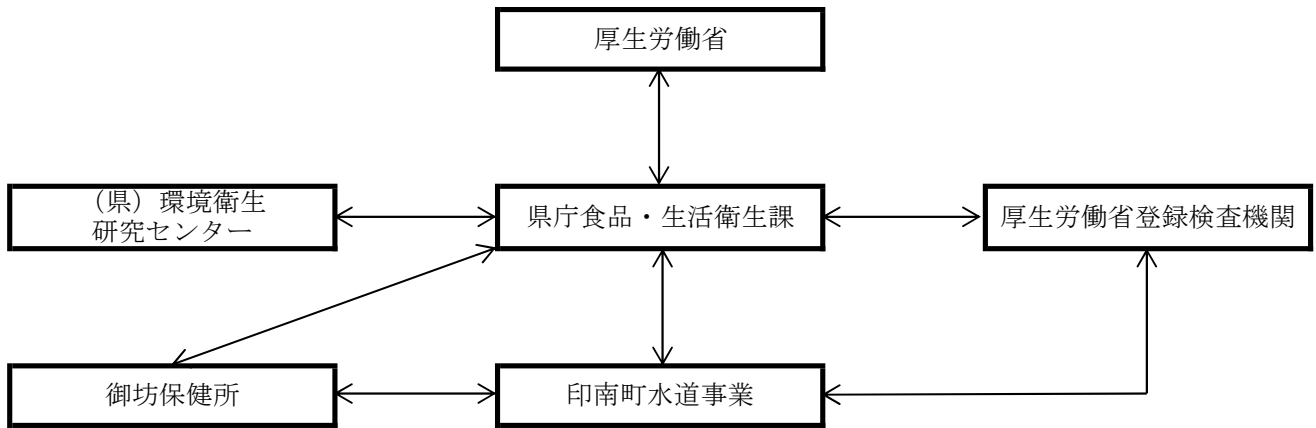 厚生労働省
（県）環境衛生
研究センター
県庁食品・生活衛生課
厚生労働省登録検査機関
御坊保健所
印南町水道事業